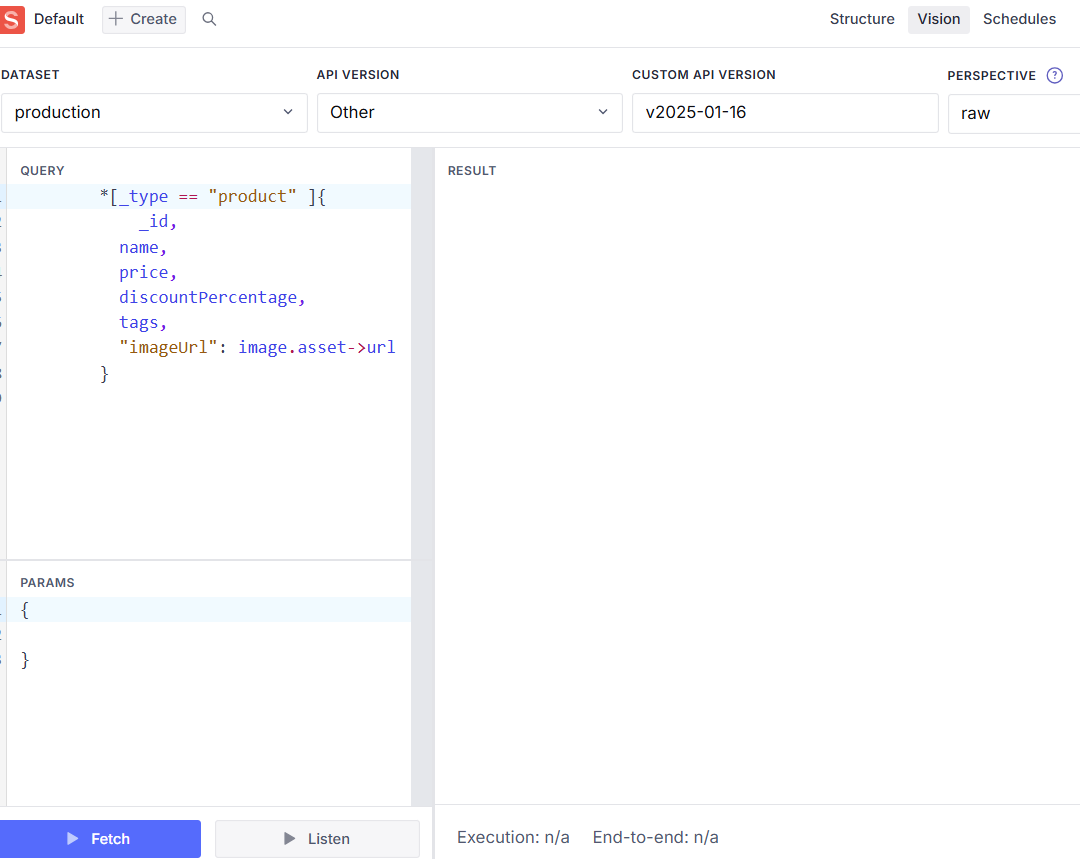 S Default + Create Structure Vision Schedules
DATASET API VERSION CUSTOM API VERSION PERSPECTIVE ?
production Other v2025-01-16 raw
QUERY RESULT
*[_type == "product" ]{
_id,
name,
price,
discountPercentage,
tags,
"imageUrl": image.asset->url
}
PARAMS
{
}
Fetch Listen Execution: n/a End-to-end: n/a